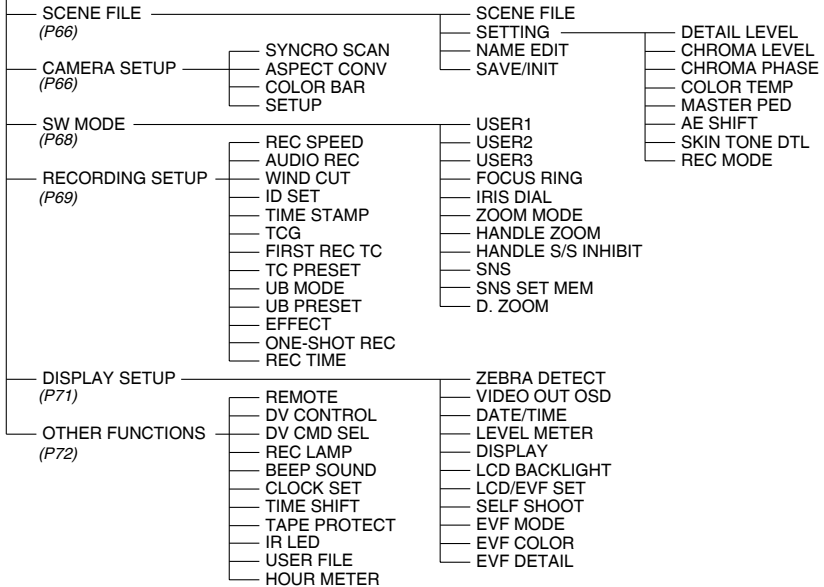 SCENE FILE
(P66)
SCENE FILE
SETTING
NAME EDIT
SAVE/INIT
DETAIL LEVEL
CHROMA LEVEL
CHROMA PHASE
COLOR TEMP
MASTER PED
AE SHIFT
SKIN TONE DTL
REC MODE
CAMERA SETUP
(P66)
SYNCRO SCAN
ASPECT CONV
COLOR BAR
SETUP
SW MODE
(P68)
USER1
USER2
USER3
FOCUS RING
IRIS DIAL
ZOOM MODE
HANDLE ZOOM
HANDLE S/S INHIBIT
SNS
SNS SET MEM
D. ZOOM
RECORDING SETUP
(P69)
REC SPEED
AUDIO REC
WIND CUT
ID SET
TIME STAMP
TCG
FIRST REC TC
TC PRESET
UB MODE
UB PRESET
EFFECT
ONE-SHOT REC
REC TIME
DISPLAY SETUP
(P71)
ZEBRA DETECT
VIDEO OUT OSD
DATE/TIME
LEVEL METER
DISPLAY
LCD BACKLIGHT
LCD/EVF SET
SELF SHOOT
EVF MODE
EVF COLOR
EVF DETAIL
OTHER FUNCTIONS
(P72)
REMOTE
DV CONTROL
DV CMD SEL
REC LAMP
BEEP SOUND
CLOCK SET
TIME SHIFT
TAPE PROTECT
IR LED
USER FILE
HOUR METER